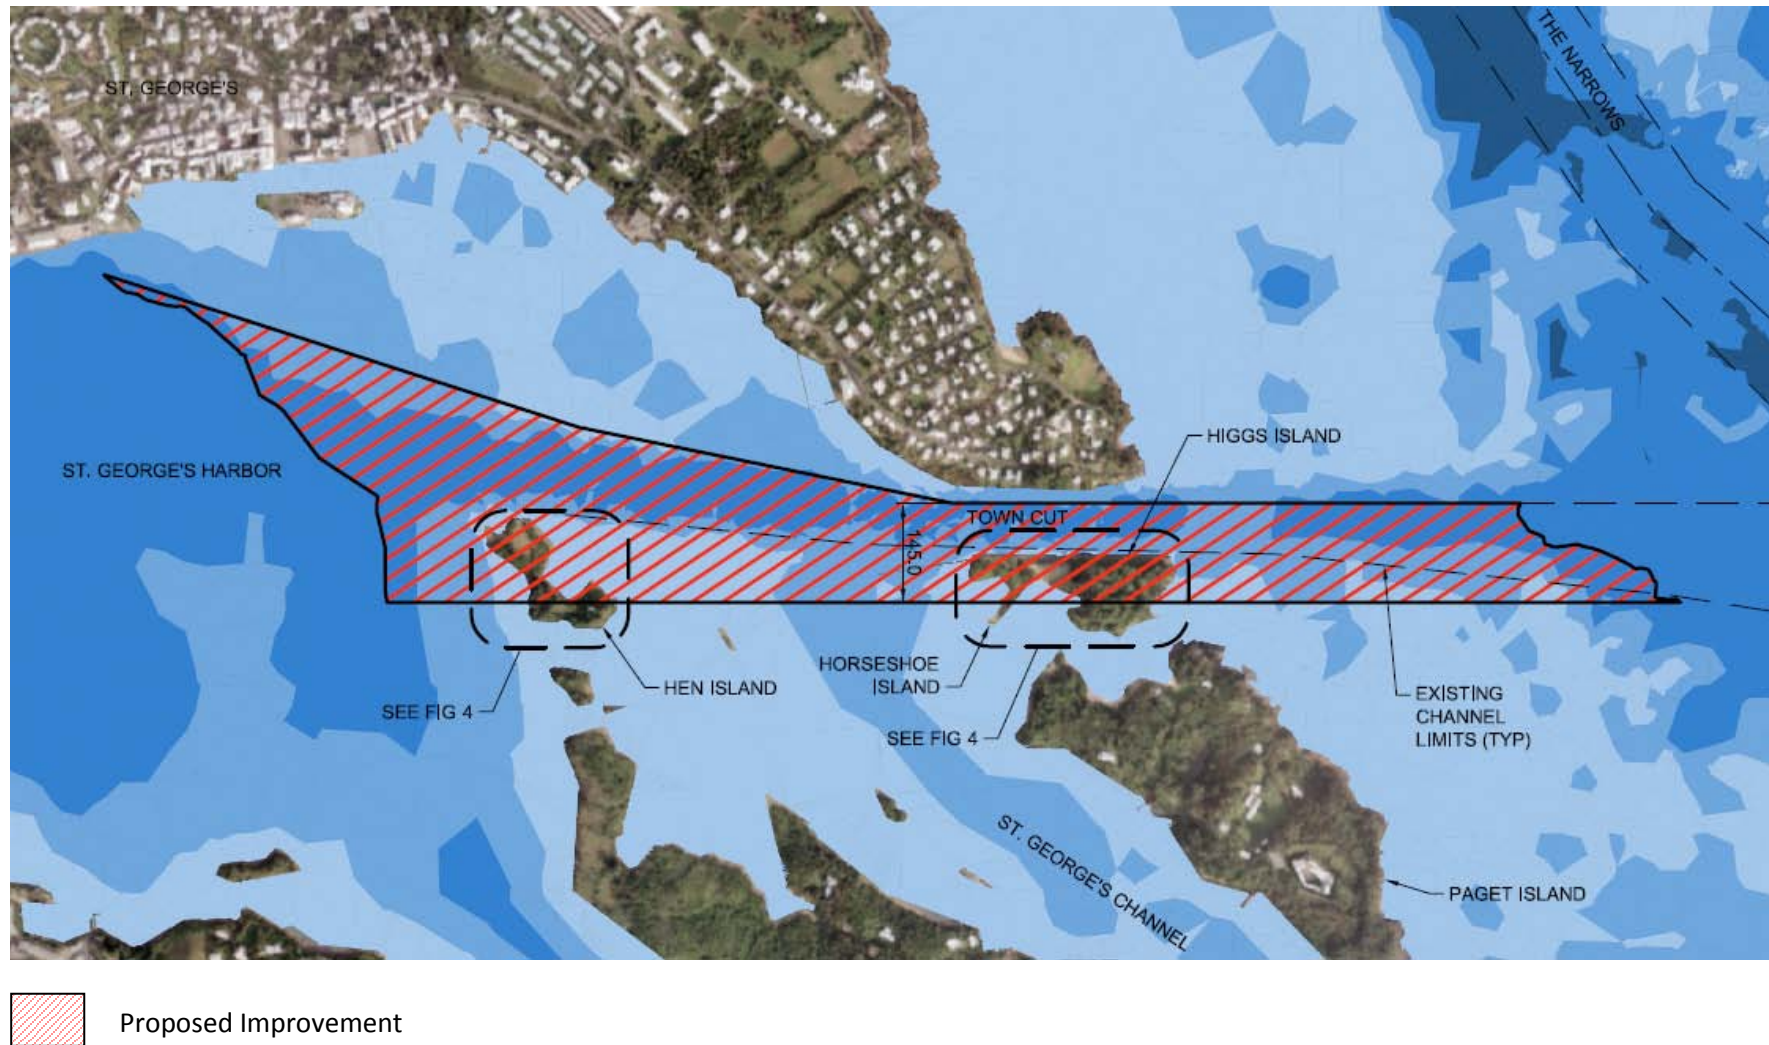 ST. GEORGE'S
THE NARROWS
HIGGS ISLAND
ST. GEORGE'S HARBOR
TOWN CUT
145.0
HORSESHOE
ISLAND
HEN ISLAND
SEE FIG 4
SEE FIG 4
EXISTING
CHANNEL
LIMITS (TYP)
ST. GEORGE'S CHANNEL
PAGET ISLAND
Proposed Improvement